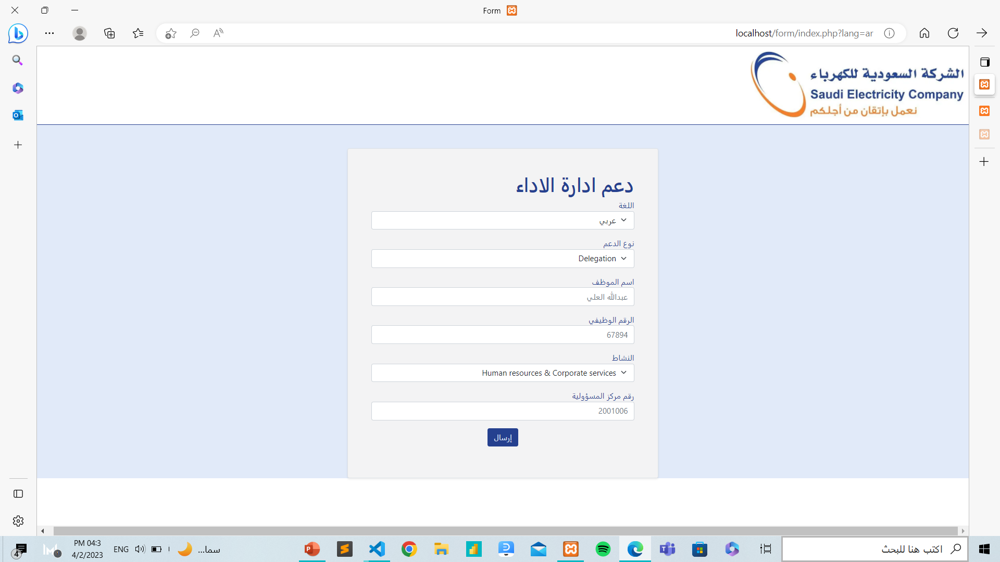 Form
localhost/form/index.php?lang=ar
الشركة السعودية للكهرباء
Saudi Electricity Company
نعمل بإتقان من أجلكم
دعم ادارة الاداء
اللغة
عربي
نوع الدعم
Delegation
اسم الموظف
عبدالله العلي
الرقم الوظيفي
67894
النشاط
Human resources & Corporate services
رقم مركز المسؤولية
2001006
إرسال
اكتب هنا للبحث
سما...
ENG
PM 04:3
4/2/2023
4
1